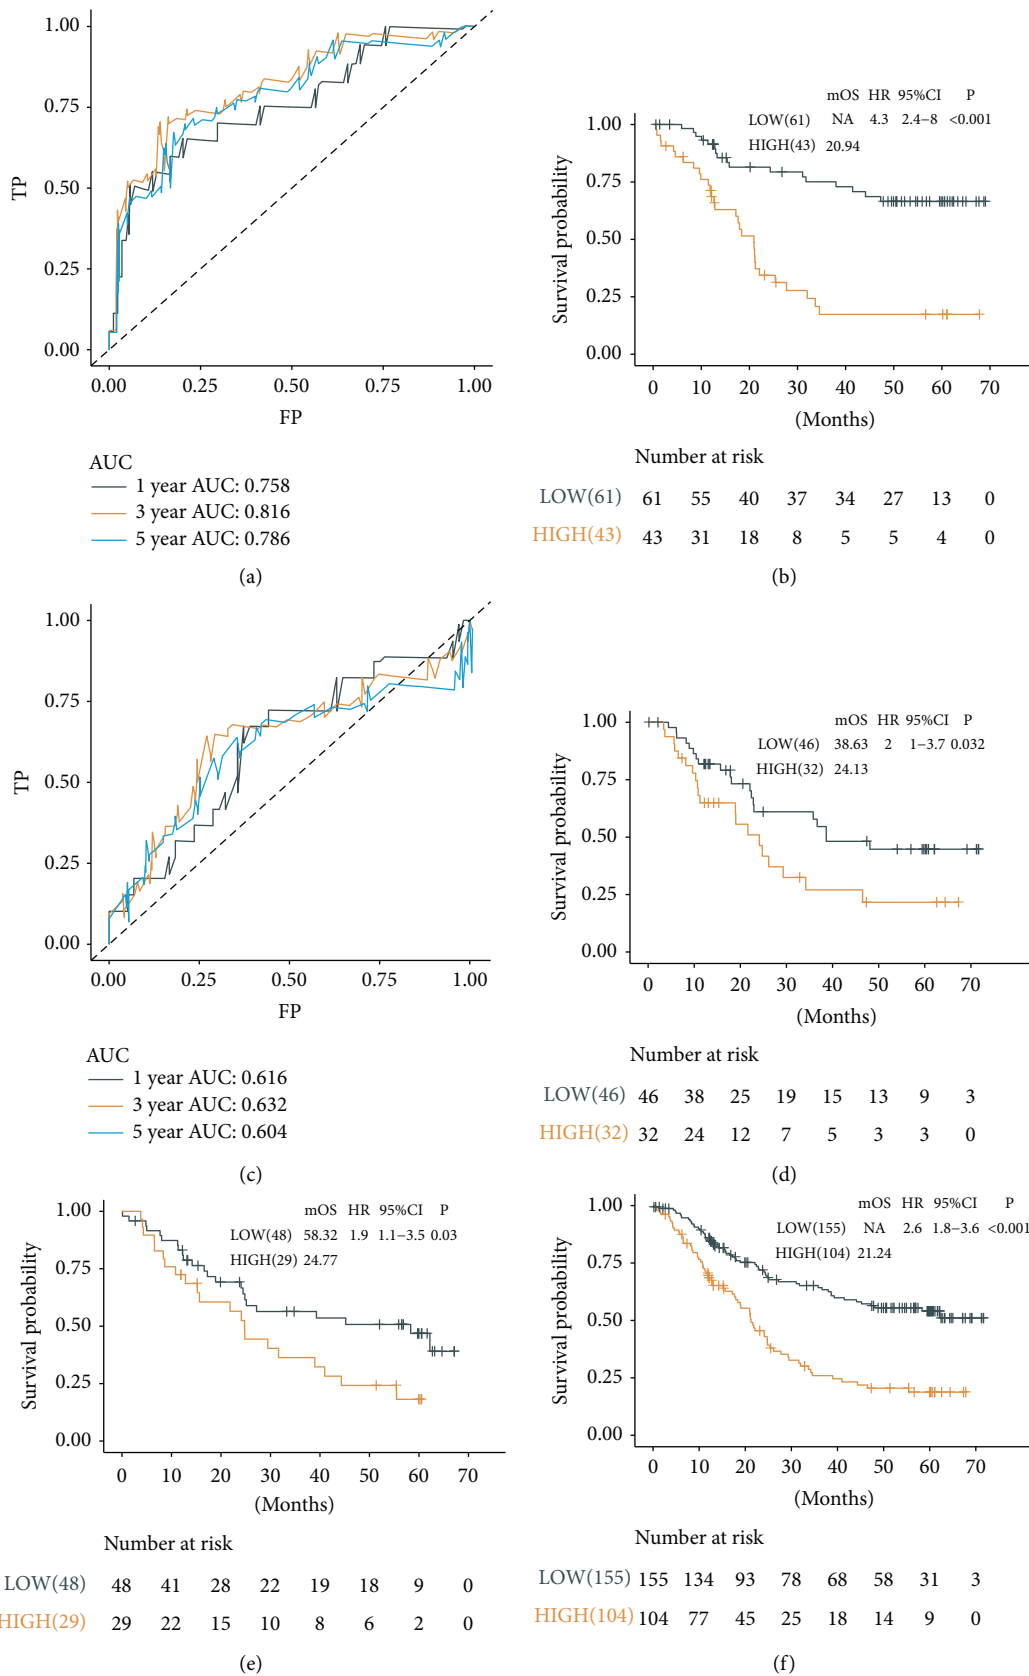 1.00
0.75
0.50
0.25
0.00
TP
0.00 0.25 0.50 0.75 1.00
FP
AUC
1 year AUC: 0.758
3 year AUC: 0.816
5 year AUC: 0.786
(a)
mOS HR 95%CI P
LOW(61) NA 4.3 2.4–8 <0.001
HIGH(43) 20.94
1.00
0.75
0.50
0.25
0.00
Survival probability
0 10 20 30 40 50 60 70
(Months)
Number at risk
LOW(61) 61 55 40 37 34 27 13 0
HIGH(43) 43 31 18 8 5 5 4 0
(b)
1.00
0.75
0.50
0.25
0.00
TP
0.00 0.25 0.50 0.75 1.00
FP
AUC
1 year AUC: 0.616
3 year AUC: 0.632
5 year AUC: 0.604
(c)
mOS HR 95%CI P
LOW(46) 38.63 2 1–3.7 0.032
HIGH(32) 24.13
1.00
0.75
0.50
0.25
0.00
Survival probability
0 10 20 30 40 50 60 70
(Months)
Number at risk
LOW(46) 46 38 25 19 15 13 9 3
HIGH(32) 32 24 12 7 5 3 3 0
(d)
mOS HR 95%CI P
LOW(48) 58.32 1.9 1.1–3.5 0.03
HIGH(29) 24.77
1.00
0.75
0.50
0.25
0.00
Survival probability
0 10 20 30 40 50 60 70
(Months)
Number at risk
LOW(48) 48 41 28 22 19 18 9 0
HIGH(29) 29 22 15 10 8 6 2 0
(e)
mOS HR 95%CI P
LOW(155) NA 2.6 1.8–3.6 <0.001
HIGH(104) 21.24
1.00
0.75
0.50
0.25
0.00
Survival probability
0 10 20 30 40 50 60 70
(Months)
Number at risk
LOW(155) 155 134 93 78 68 58 31 3
HIGH(104) 104 77 45 25 18 14 9 0
(f)